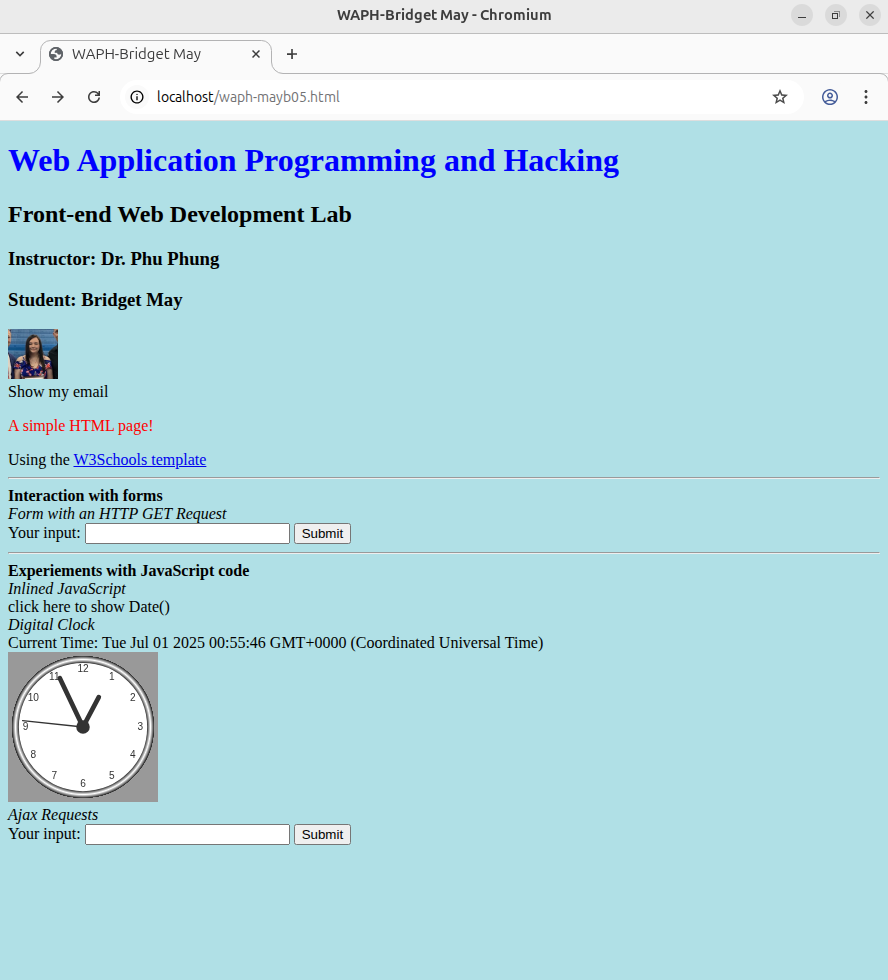 WAPH-Bridget May - Chromium
WAPH-Bridget May
localhost/waph-mayb05.html
Web Application Programming and Hacking
Front-end Web Development Lab
Instructor: Dr. Phu Phung
Student: Bridget May
Show my email
A simple HTML page!
Using the W3Schools template
Interaction with forms
Form with an HTTP GET Request
Your input: Submit
Experiements with JavaScript code
Inlined JavaScript
click here to show Date()
Digital Clock
Current Time: Tue Jul 01 2025 00:55:46 GMT+0000 (Coordinated Universal Time)
12
11 1
10 2
9 3
8 4
7 5
6
Ajax Requests
Your input: Submit